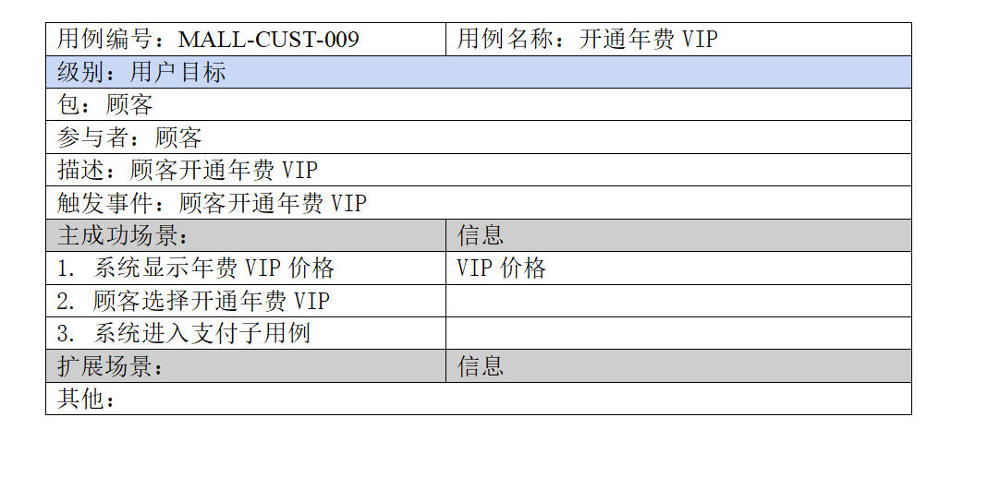 用例编号：MALL-CUST-009 用例名称：开通年费 VIP
级别：用户目标
包：顾客
参与者：顾客
描述：顾客开通年费 VIP
触发事件：顾客开通年费 VIP
主成功场景： 信息
1. 系统显示年费 VIP 价格 VIP 价格
2. 顾客选择开通年费 VIP
3. 系统进入支付子用例
扩展场景： 信息
其他：